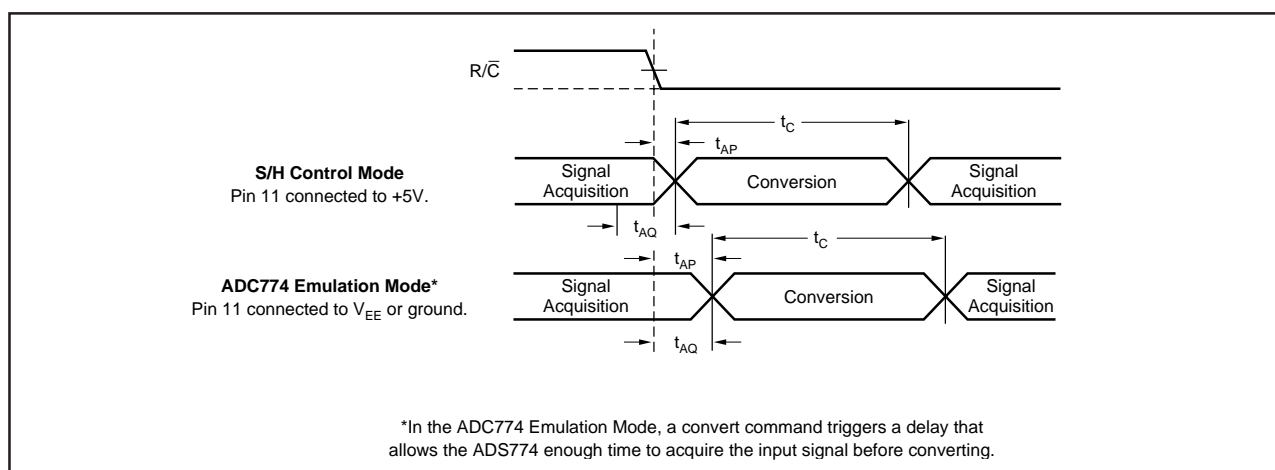 R/C̅
t_C
t_AP
S/H Control Mode
Pin 11 connected to +5V.
Signal Acquisition
Conversion
Signal Acquisition
t_AQ
t_C
t_AP
ADC774 Emulation Mode*
Pin 11 connected to V_EE or ground.
Signal Acquisition
Conversion
Signal Acquisition
t_AQ
*In the ADC774 Emulation Mode, a convert command triggers a delay that
allows the ADS774 enough time to acquire the input signal before converting.